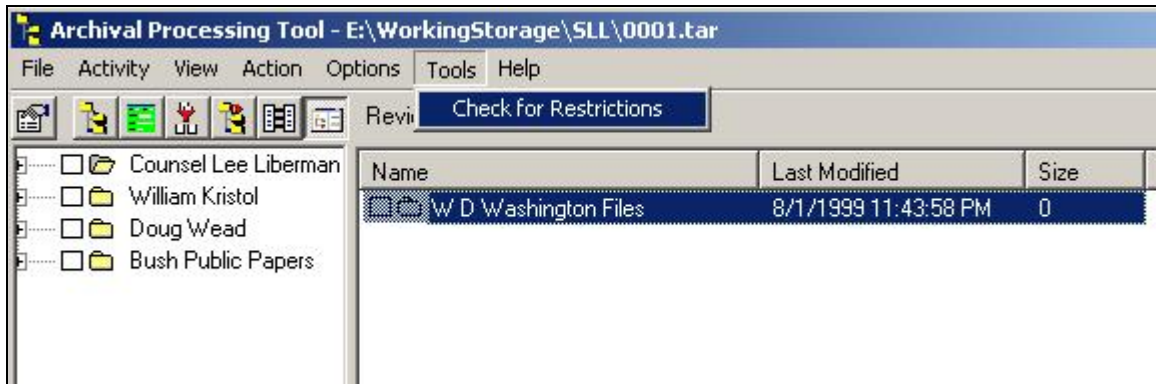 Archival Processing Tool - E:\WorkingStorage\SLL\0001.tar
File Activity View Action Options Tools Help
Check for Restrictions
Counsel Lee Liberman
William Kristol
Doug Wead
Bush Public Papers
Name Last Modified Size
W D Washington Files 8/1/1999 11:43:58 PM 0